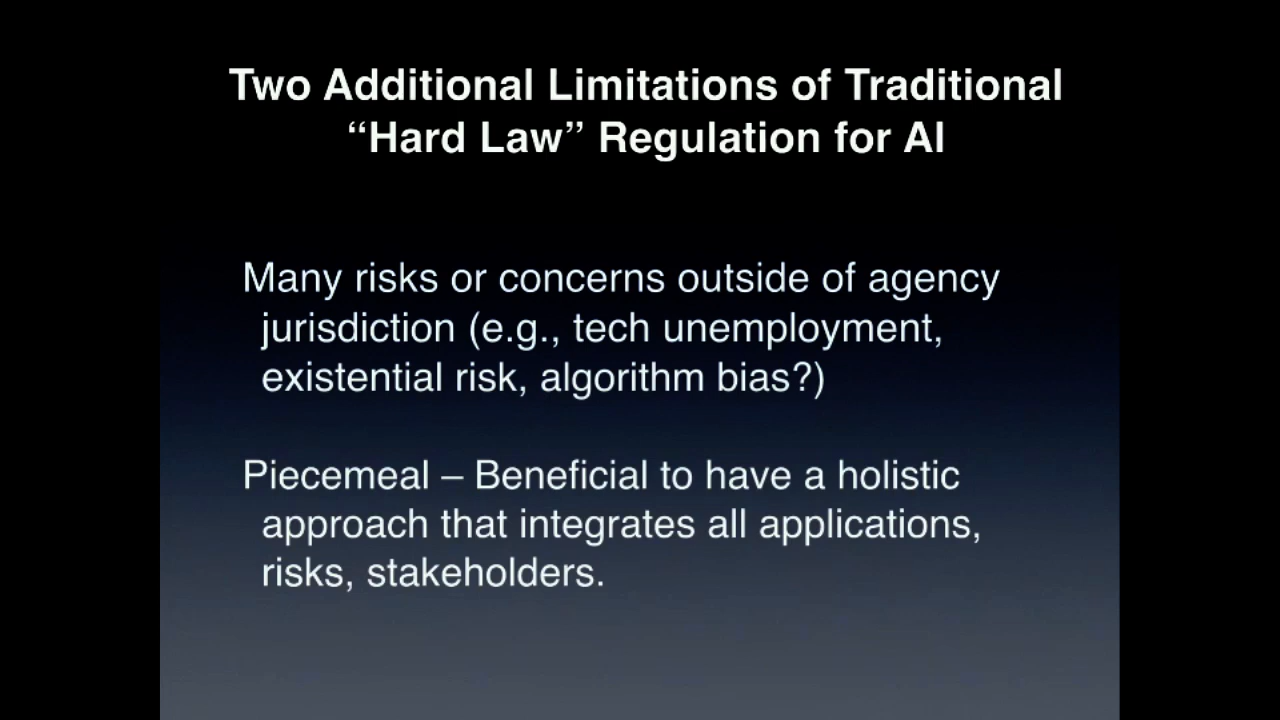 Two Additional Limitations of Traditional
“Hard Law” Regulation for AI
Many risks or concerns outside of agency
jurisdiction (e.g., tech unemployment,
existential risk, algorithm bias?)
Piecemeal – Beneficial to have a holistic
approach that integrates all applications,
risks, stakeholders.